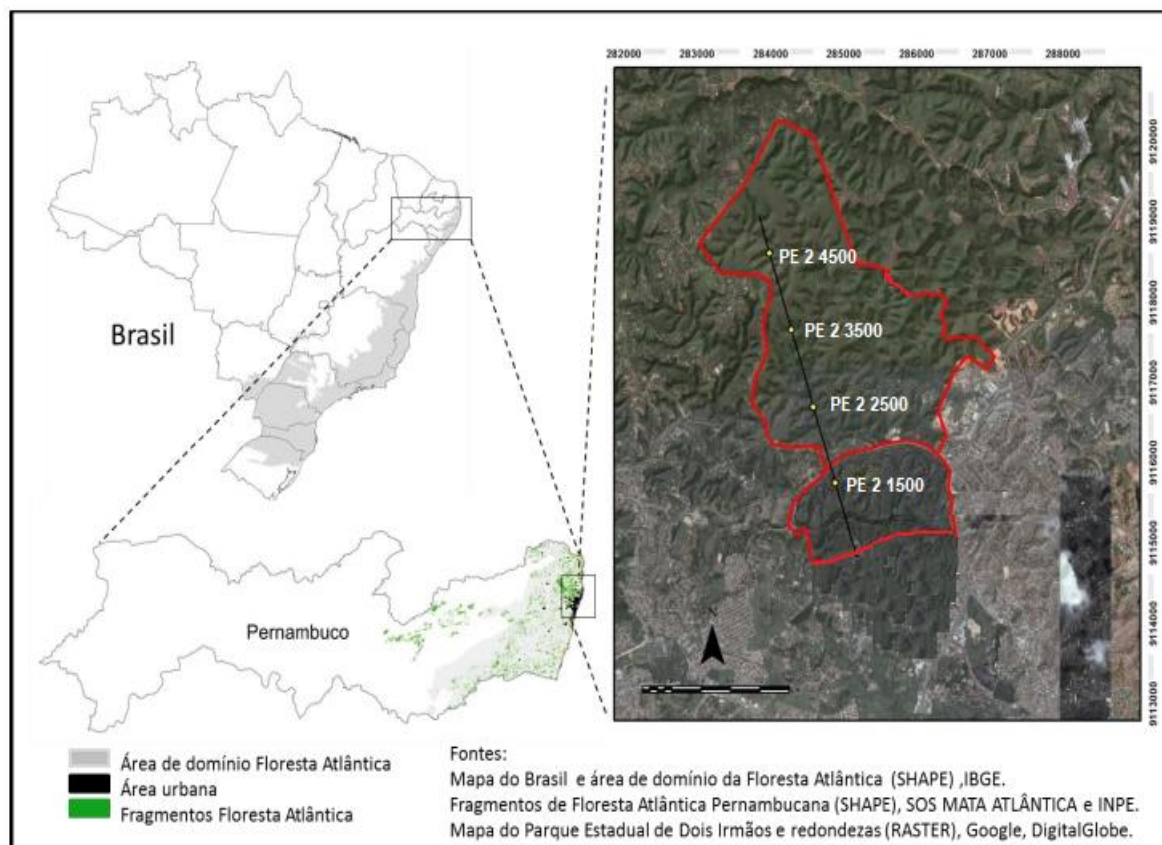 282000 283000 284000 285000 286000 287000 288000
9120000
9119000
9118000
9117000
9116000
9115000
9114000
9113000
PE 2 4500
PE 2 3500
PE 2 2500
PE 2 1500
Brasil
Pernambuco
Área de domínio Floresta Atlântica
Área urbana
Fragmentos Floresta Atlântica
Fontes:
Mapa do Brasil e área de domínio da Floresta Atlântica (SHAPE) ,IBGE.
Fragmentos de Floresta Atlântica Pernambucana (SHAPE), SOS MATA ATLÂNTICA e INPE.
Mapa do Parque Estadual de Dois Irmãos e redondezas (RASTER), Google, DigitalGlobe.